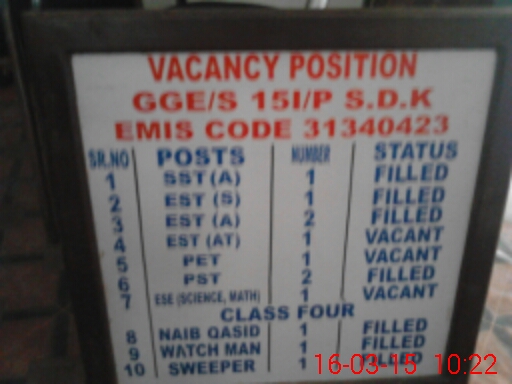 VACANCY POSITION
GGE/S 15I/P S.D.K
EMIS CODE 31340423
SR.NO POSTS NUMBER STATUS
1 SST (A) 1 FILLED
2 EST (S) 1 FILLED
3 EST (A) 2 FILLED
4 EST (AT) 1 VACANT
5 PET 1 VACANT
6 PST 2 FILLED
7 ESE (SCIENCE, MATH) 1 VACANT
CLASS FOUR
8 NAIB QASID 1 FILLED
9 WATCH MAN 1 FILLED
10 SWEEPER 1 FILLED
16-03-15 10:22